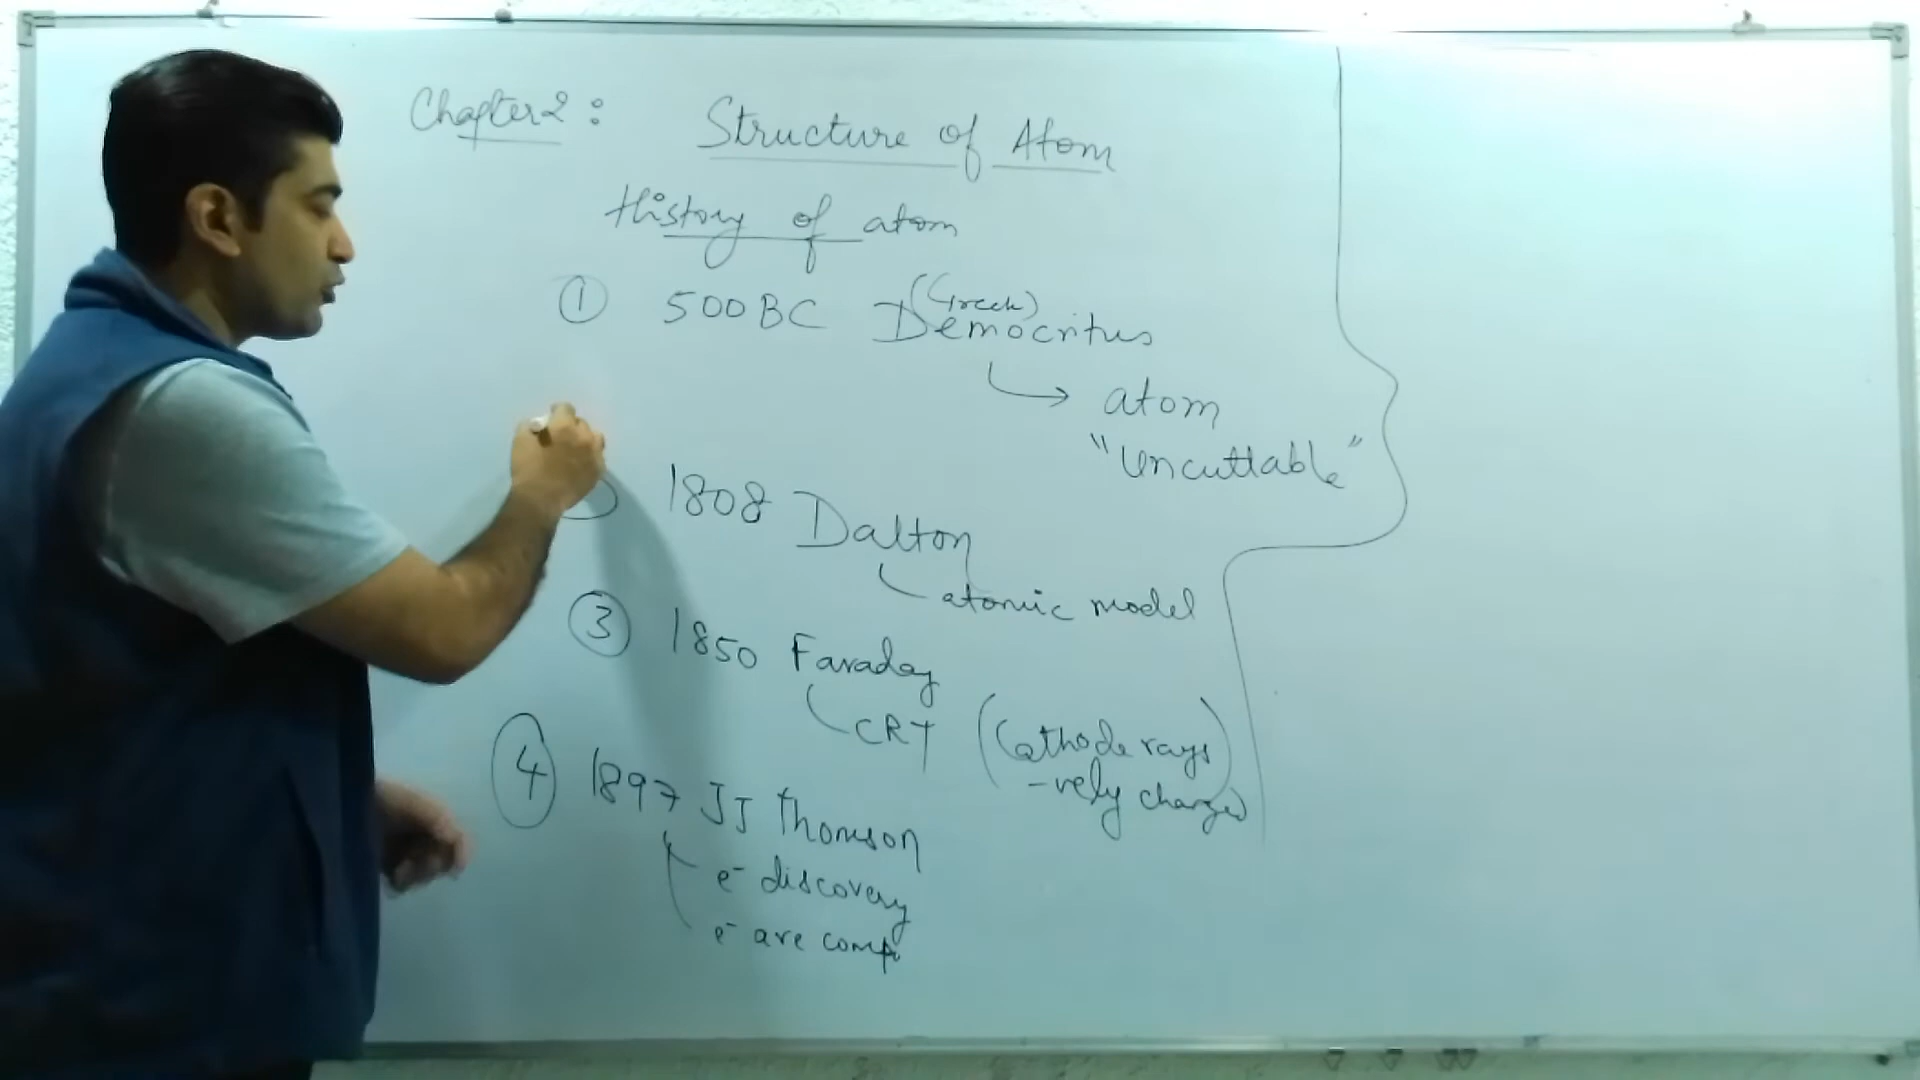 Chapter 2 : Structure of Atom
History of atom
① 500 BC Democritus (Greek)
atom
"Uncuttable"
1808 Dalton
atomic model
③ 1850 Faraday
CRT (Cathode rays
-vely charged)
④ 1897 JJ Thomson
e⁻ discovery
e⁻ are comp